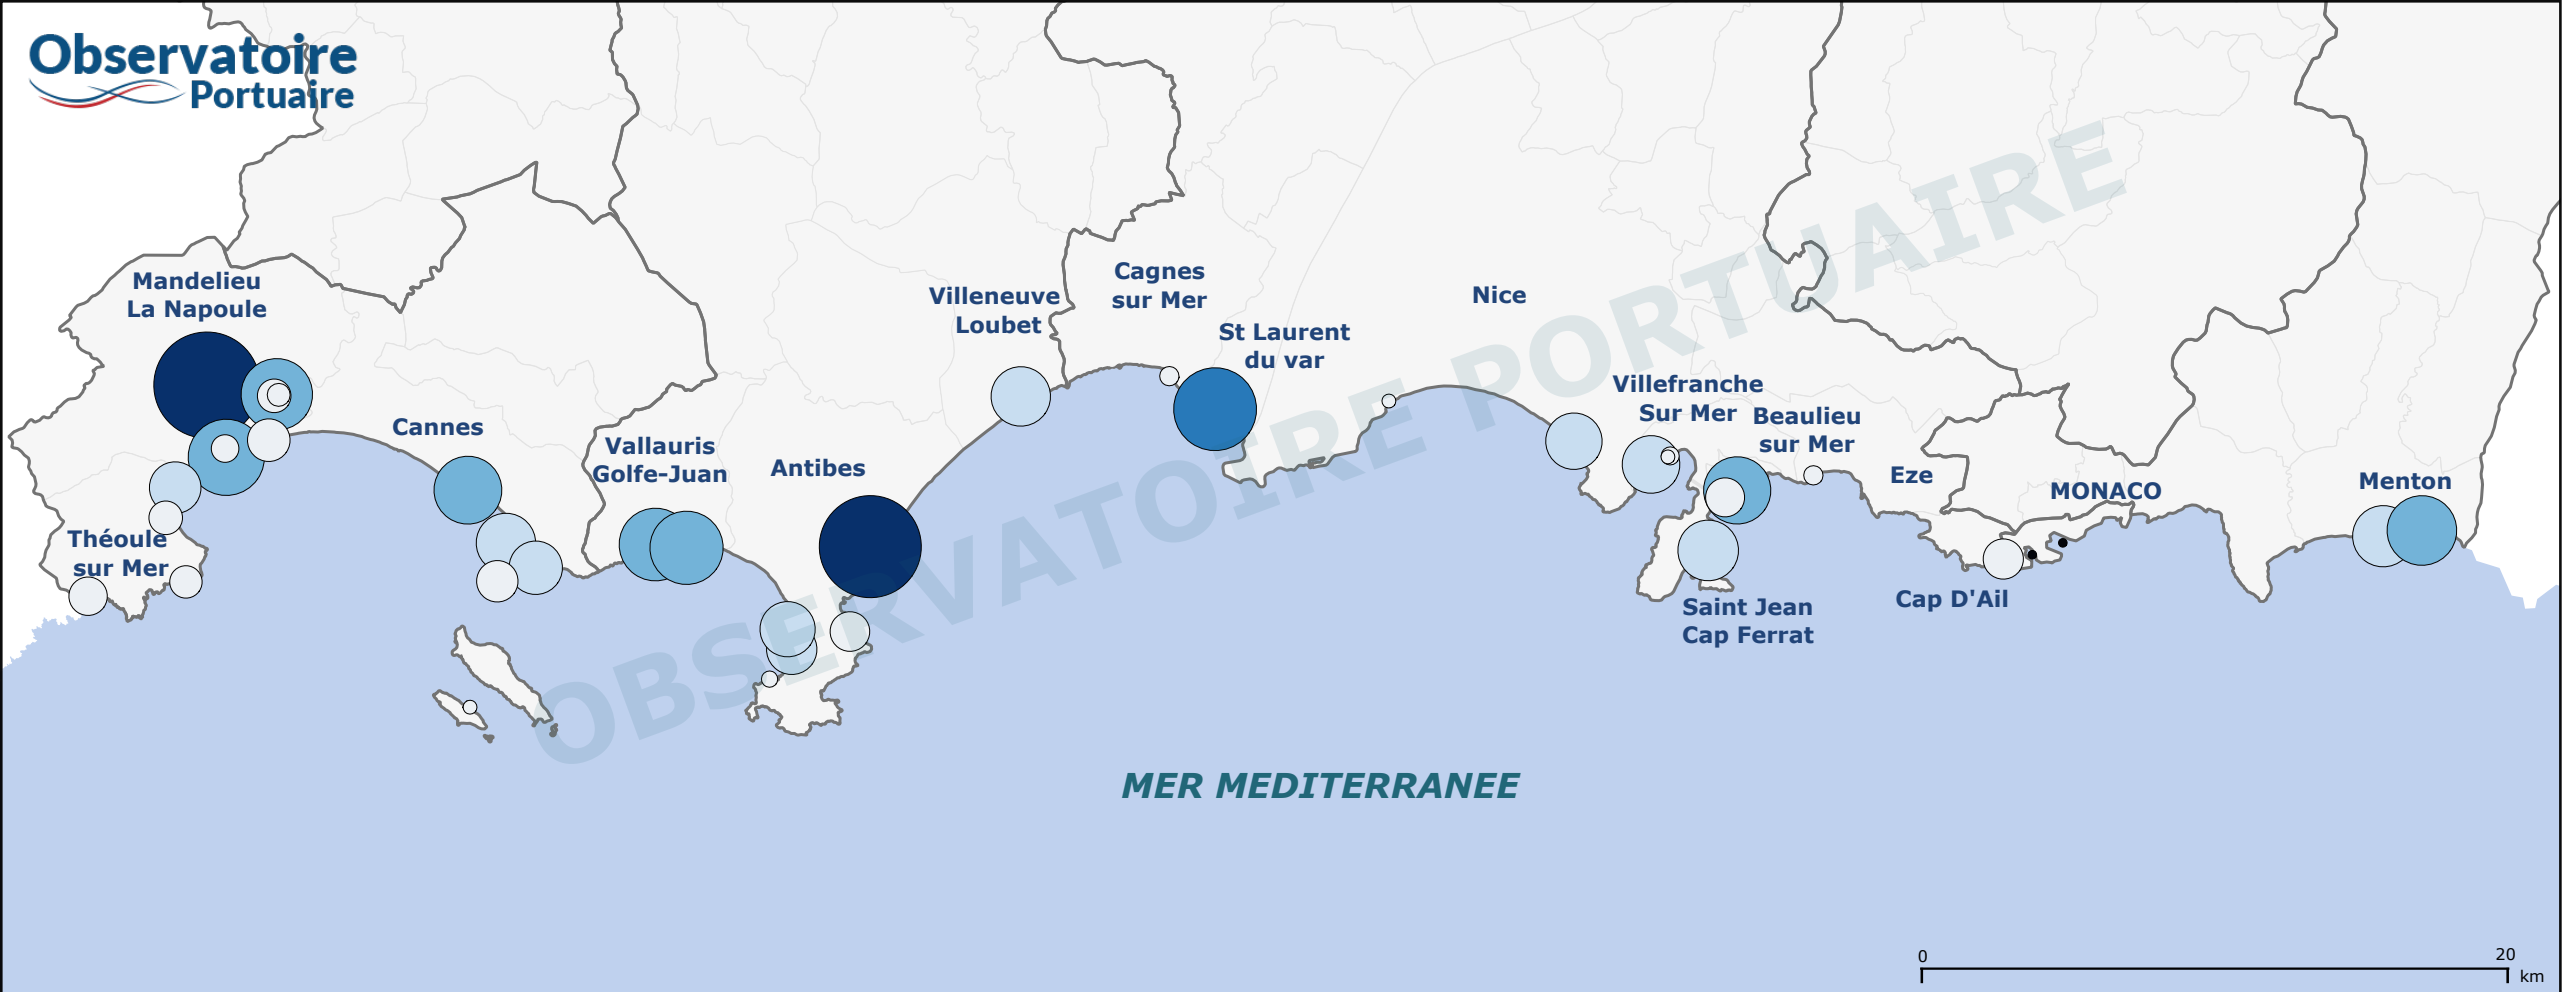 Observatoire
Portuaire
Mandelieu
La Napoule
Théoule
sur Mer
Cannes
Vallauris
Golfe-Juan
Antibes
Villeneuve
Loubet
Cagnes
sur Mer
St Laurent
du var
Nice
Villefranche
Sur Mer
Beaulieu
sur Mer
Saint Jean
Cap Ferrat
Eze
Cap D'Ail
MONACO
Menton
OBSERVATOIRE PORTUAIRE
MER MEDITERRANEE
0
20
km